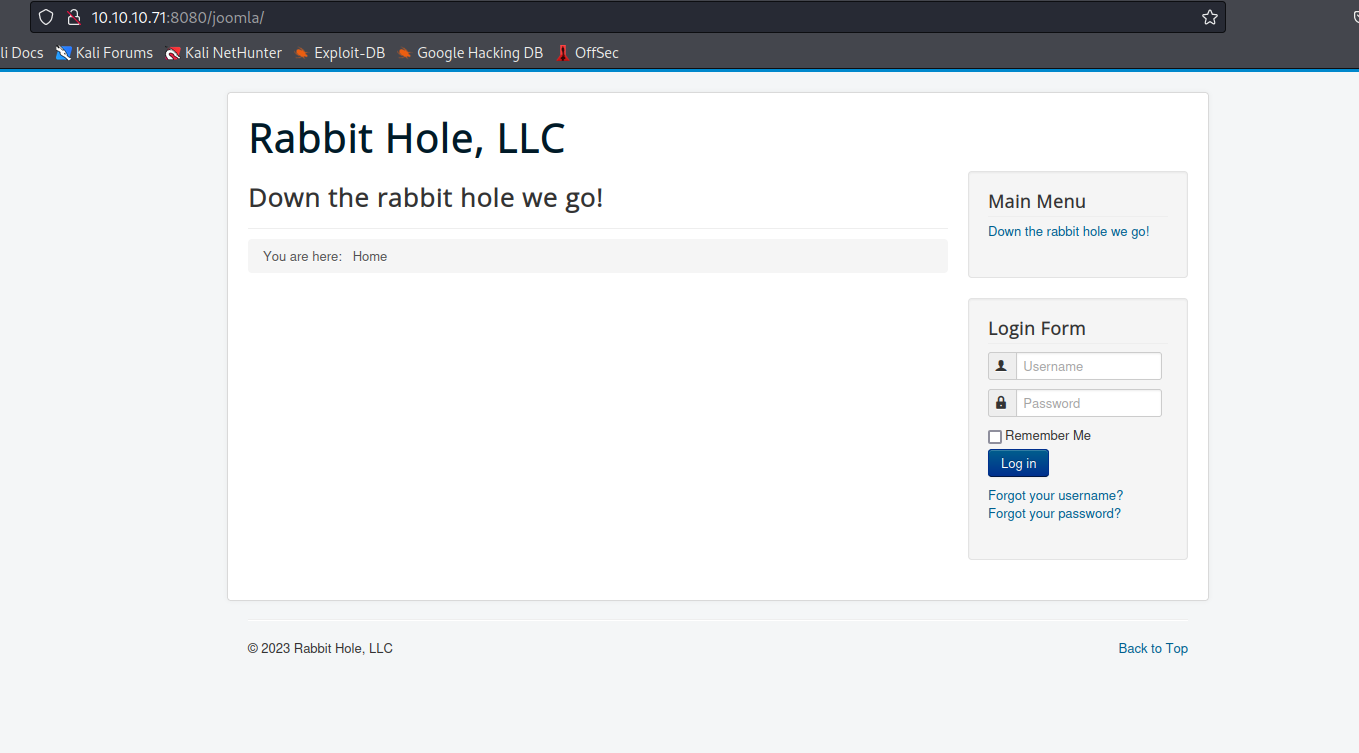 10.10.10.71:8080/joomla/
li Docs Kali Forums Kali NetHunter Exploit-DB Google Hacking DB OffSec
Rabbit Hole, LLC
Down the rabbit hole we go!
You are here: Home
Main Menu
Down the rabbit hole we go!
Login Form
Username
Password
Remember Me
Log in
Forgot your username?
Forgot your password?
© 2023 Rabbit Hole, LLC
Back to Top